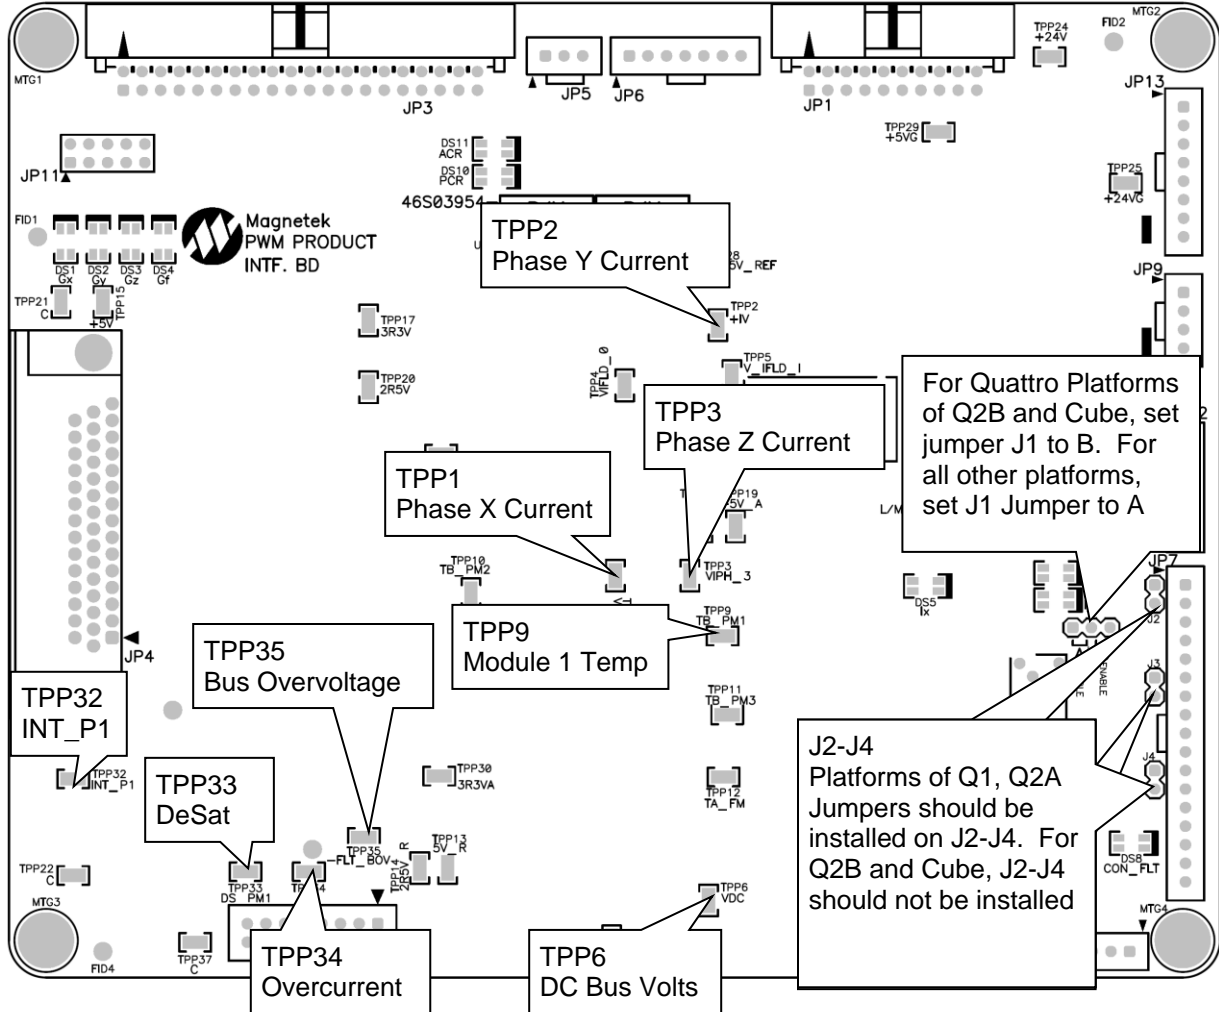 MTG1
JP3
JP5
JP6
JP1
TPP24
+24V
FID2
MTG2
JP13
TPP29
+5VG
TPP25
+24VG
JP11
DS11
ACR
DS10
PCR
46S03954
FID1
Magnetek
PWM PRODUCT
INTF. BD
DS1
Gx
DS2
Gy
DS3
Gz
DS4
Gf
TPP21
C
TPP15
+5V
TPP2
Phase Y Current
5V_REF
TPP2
+IV
JP9
TPP17
3R3V
TPP20
2R5V
TPP4
VIFLD_0
TPP5
V_IFLD_I
TPP3
Phase Z Current
For Quattro Platforms
of Q2B and Cube, set
jumper J1 to B. For
all other platforms,
set J1 Jumper to A
TPP1
Phase X Current
TPP19
5V_A
L/M
JP7
TPP10
TB_PM2
TPP3
VIPH_3
DS5
Ix
J2
TPP9
TB_PM1
TPP9
Module 1 Temp
ENABLE
JP4
TPP35
Bus Overvoltage
J3
TPP32
INT_P1
TPP11
TB_PM3
J2-J4
Platforms of Q1, Q2A
Jumpers should be
installed on J2-J4. For
Q2B and Cube, J2-J4
should not be installed
J4
TPP32
INT_P1
TPP33
DeSat
TPP30
3R3VA
TPP12
TA_FM
TPP35
-FLT_BOV
TPP14
2R5V_R
TPP13
5V_R
DS8
CON_FLT
TPP22
C
TPP33
DS_PM1
TPP6
VDC
MTG3
MTG4
FID4
TPP37
C
TPP34
Overcurrent
TPP6
DC Bus Volts